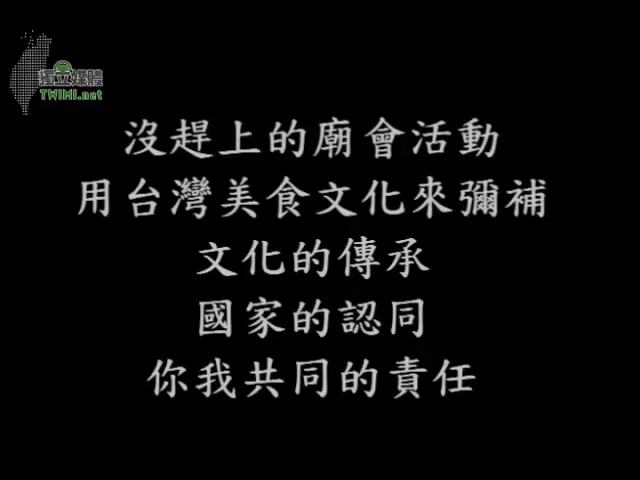 獨立媒體
TWIMI.net
沒趕上的廟會活動
用台灣美食文化來彌補
文化的傳承
國家的認同
你我共同的責任